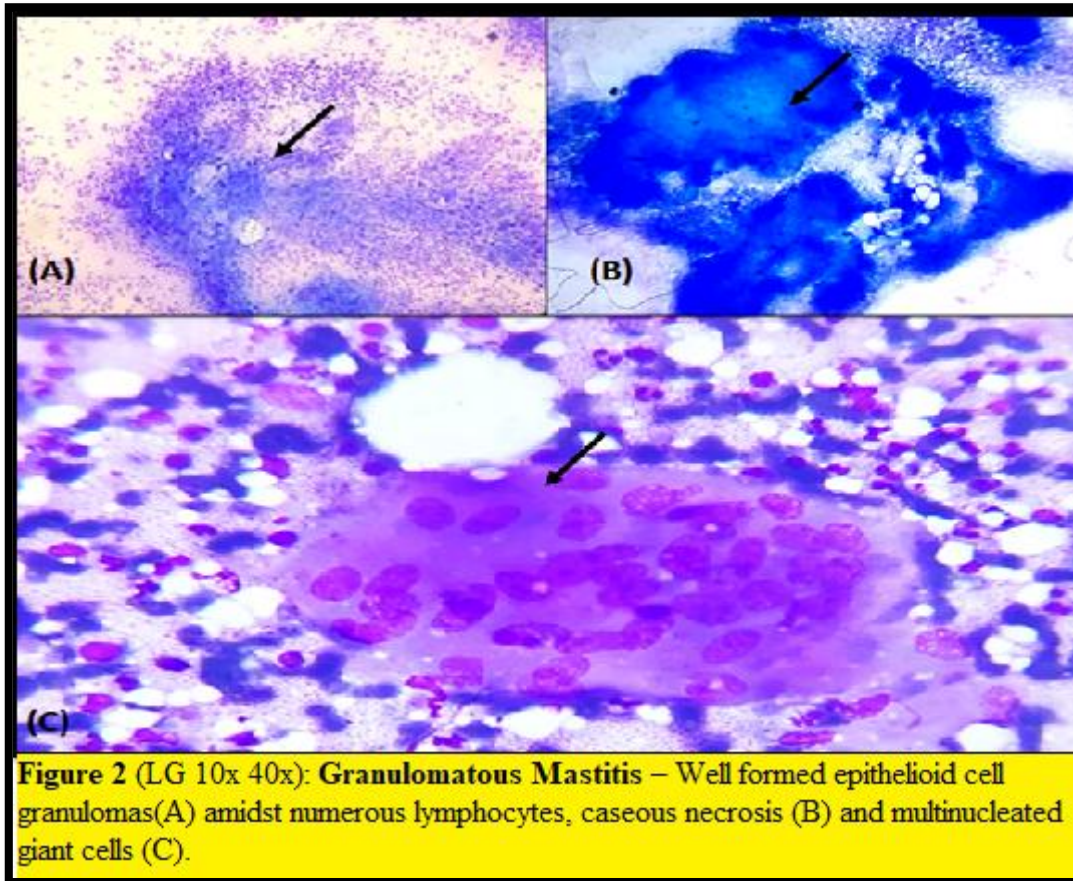 (A)
(B)
(C)
Figure 2 (LG 10x 40x): Granulomatous Mastitis – Well formed epithelioid cell
granulomas(A) amidst numerous lymphocytes, caseous necrosis (B) and multinucleated
giant cells (C).